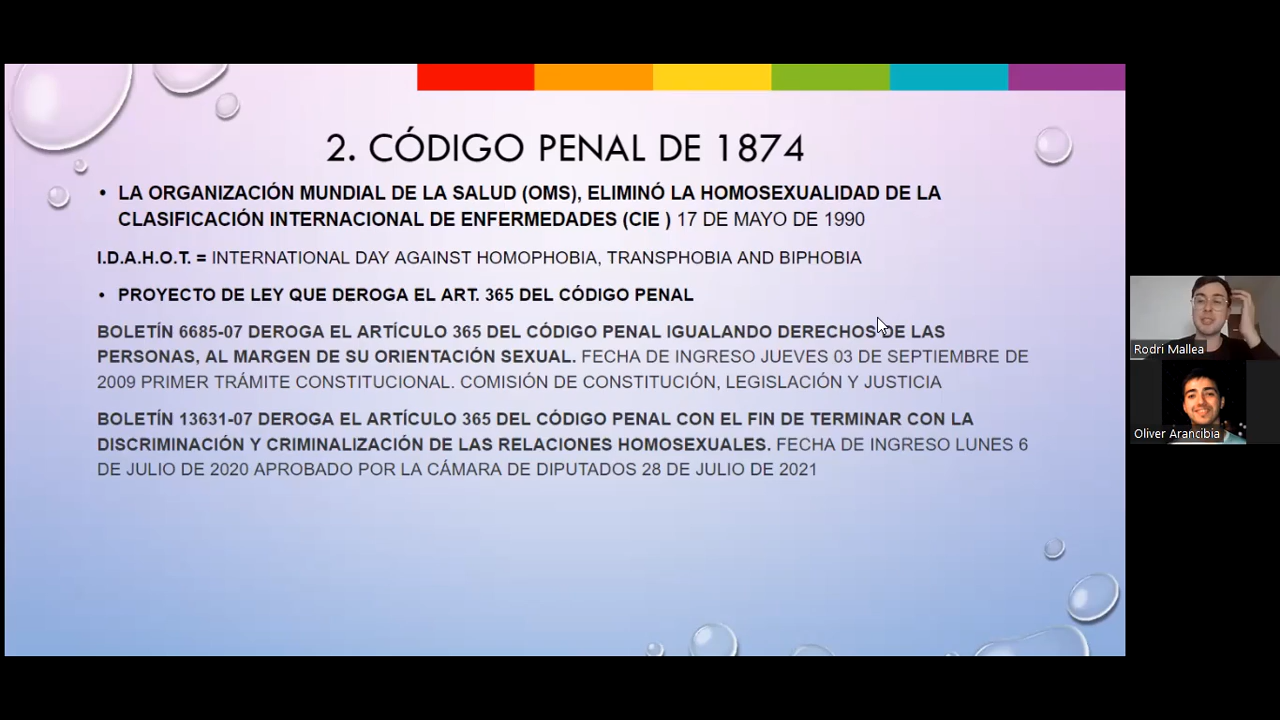 2. CÓDIGO PENAL DE 1874
• LA ORGANIZACIÓN MUNDIAL DE LA SALUD (OMS), ELIMINÓ LA HOMOSEXUALIDAD DE LA
CLASIFICACIÓN INTERNACIONAL DE ENFERMEDADES (CIE ) 17 DE MAYO DE 1990
I.D.A.H.O.T. = INTERNATIONAL DAY AGAINST HOMOPHOBIA, TRANSPHOBIA AND BIPHOBIA
• PROYECTO DE LEY QUE DEROGA EL ART. 365 DEL CÓDIGO PENAL
BOLETÍN 6685-07 DEROGA EL ARTÍCULO 365 DEL CÓDIGO PENAL IGUALANDO DERECHOS DE LAS
PERSONAS, AL MARGEN DE SU ORIENTACIÓN SEXUAL. FECHA DE INGRESO JUEVES 03 DE SEPTIEMBRE DE
2009 PRIMER TRÁMITE CONSTITUCIONAL. COMISIÓN DE CONSTITUCIÓN, LEGISLACIÓN Y JUSTICIA
BOLETÍN 13631-07 DEROGA EL ARTÍCULO 365 DEL CÓDIGO PENAL CON EL FIN DE TERMINAR CON LA
DISCRIMINACIÓN Y CRIMINALIZACIÓN DE LAS RELACIONES HOMOSEXUALES. FECHA DE INGRESO LUNES 6
DE JULIO DE 2020 APROBADO POR LA CÁMARA DE DIPUTADOS 28 DE JULIO DE 2021
Rodri Mallea
Oliver Arancibia